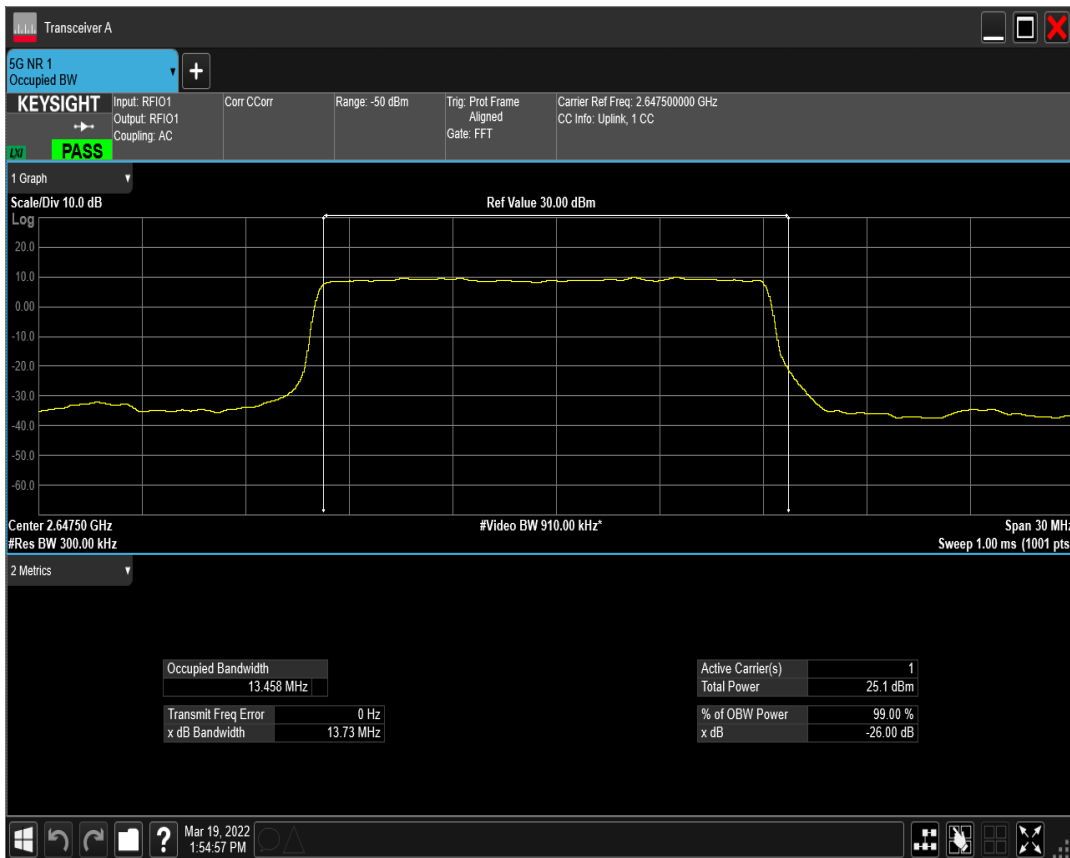 Transceiver A
5G NR 1
Occupied BW
+
KEYSIGHT
LXI
PASS
Input: RFIO1
Output: RFIO1
Coupling: AC
Corr CCorr
Range: -50 dBm
Trig: Prot Frame
Aligned
Gate: FFT
Carrier Ref Freq: 2.647500000 GHz
CC Info: Uplink, 1 CC
1 Graph
Scale/Div 10.0 dB
Ref Value 30.00 dBm
Log
20.0
10.0
0.00
-10.0
-20.0
-30.0
-40.0
-50.0
-60.0
Center 2.64750 GHz
#Video BW 910.00 kHz*
Span 30 MHz
#Res BW 300.00 kHz
Sweep 1.00 ms (1001 pts
2 Metrics
Occupied Bandwidth
13.458 MHz
Transmit Freq Error 0 Hz
x dB Bandwidth 13.73 MHz
Active Carrier(s) 1
Total Power 25.1 dBm
% of OBW Power 99.00 %
x dB -26.00 dB
?
Mar 19, 2022
1:54:57 PM